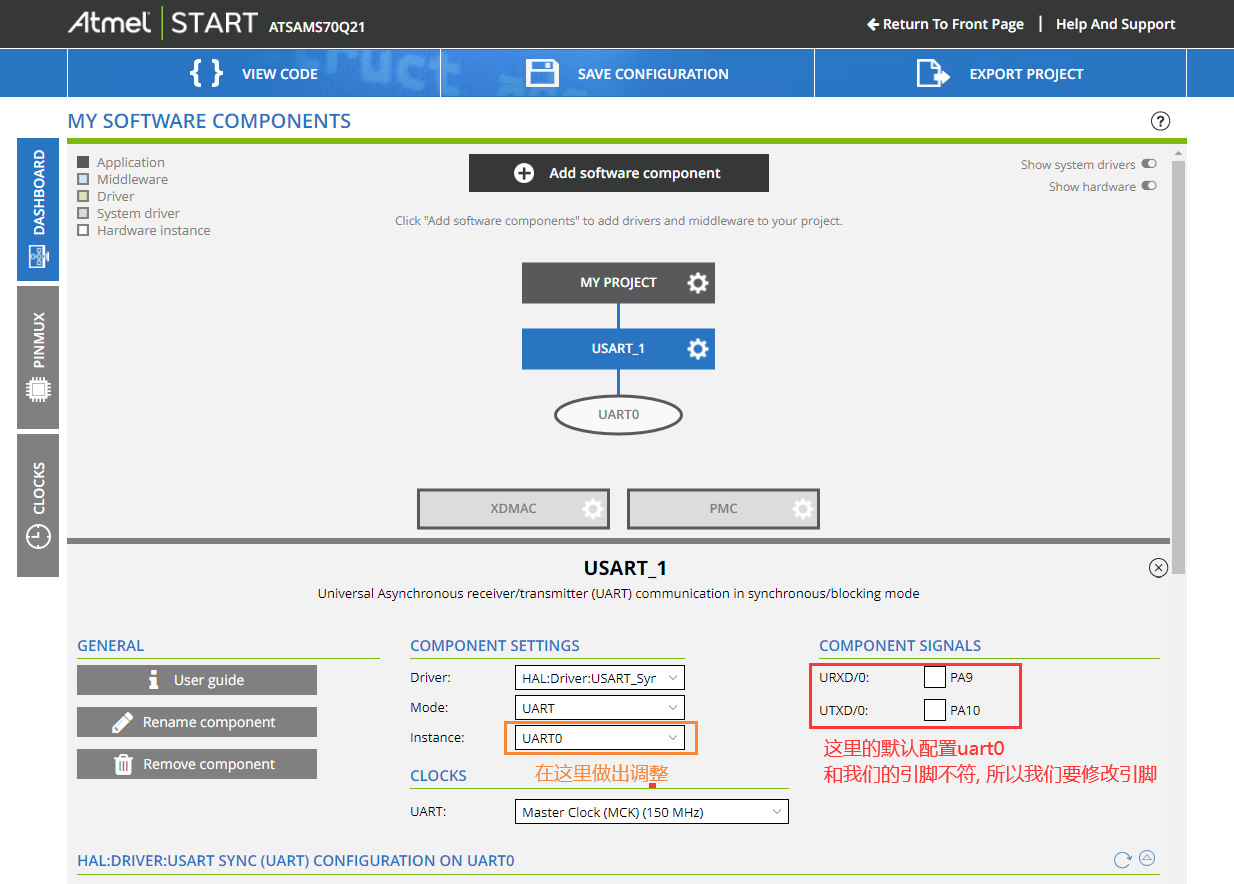 Atmel START ATSAMS70Q21
Return To Front Page | Help And Support
{ } VIEW CODE
SAVE CONFIGURATION
EXPORT PROJECT
MY SOFTWARE COMPONENTS
?
DASHBOARD
PINMUX
CLOCKS
Application
Middleware
Driver
System driver
Hardware instance
Add software component
Show system drivers
Show hardware
Click "Add software components" to add drivers and middleware to your project.
MY PROJECT
USART_1
UART0
XDMAC
PMC
USART_1
Universal Asynchronous receiver/transmitter (UART) communication in synchronous/blocking mode
GENERAL
User guide
Rename component
Remove component
COMPONENT SETTINGS
Driver: HAL:Driver:USART_Syr
Mode: UART
Instance: UART0
在这里做出调整
CLOCKS
UART: Master Clock (MCK) (150 MHz)
COMPONENT SIGNALS
URXD/0: PA9
UTXD/0: PA10
这里的默认配置uart0
和我们的引脚不符, 所以我们要修改引脚
HAL:DRIVER:USART SYNC (UART) CONFIGURATION ON UART0